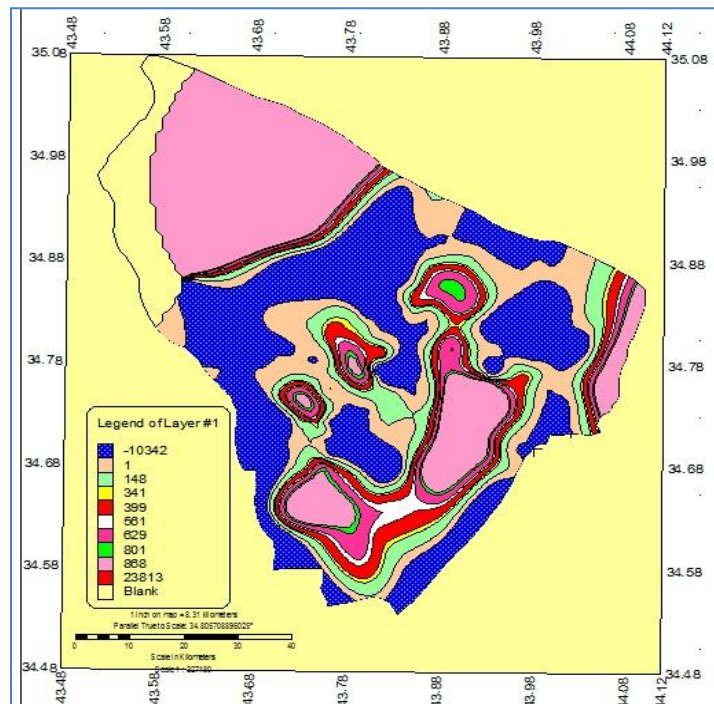 43.48 43.58 43.68 43.78 43.88 43.98 44.08 44.12
35.08 35.08
34.98 34.98
34.88 34.88
34.78 34.78
34.68 34.68
34.58 34.58
34.48 34.48
Legend of Layer #1
-10342
1
148
341
399
561
629
801
868
23813
Blank
1 inch on map = 8.31 kilometers
Parallel True to Scale: 34.805708895025°
0 10 20 30 40
Scale in Kilometers
43.48 43.58 43.68 43.78 43.88 43.98 44.08 44.12